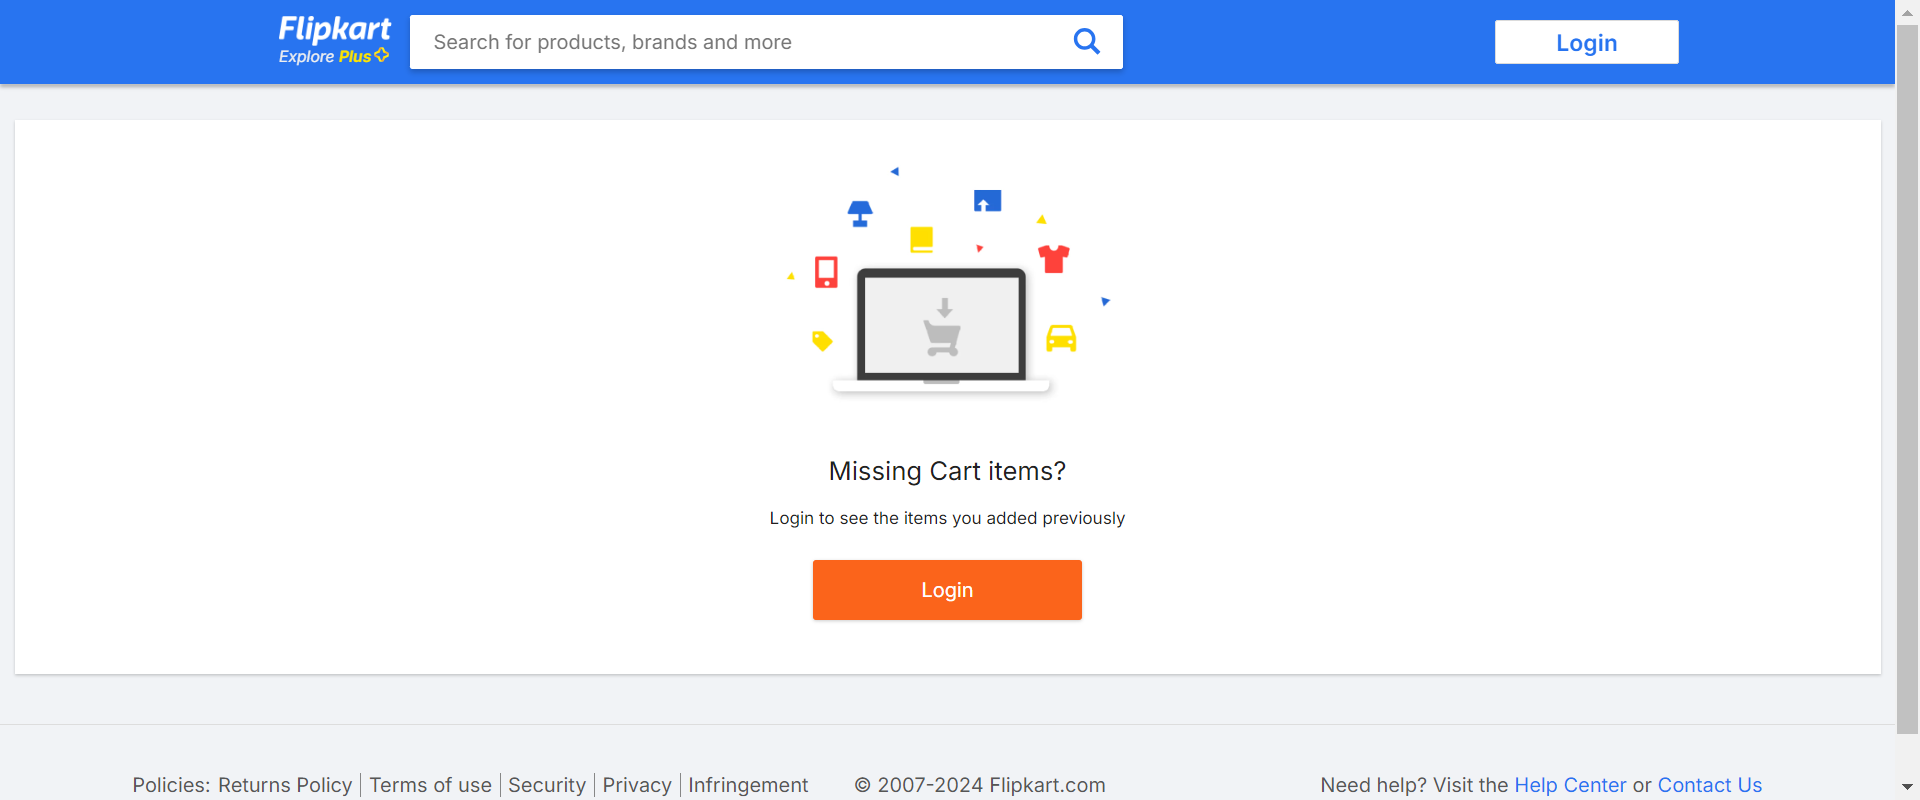 Flipkart
Explore Plus
Search for products, brands and more
Login
Missing Cart items?
Login to see the items you added previously
Login
Policies: Returns Policy | Terms of use | Security | Privacy | Infringement © 2007-2024 Flipkart.com Need help? Visit the Help Center or Contact Us